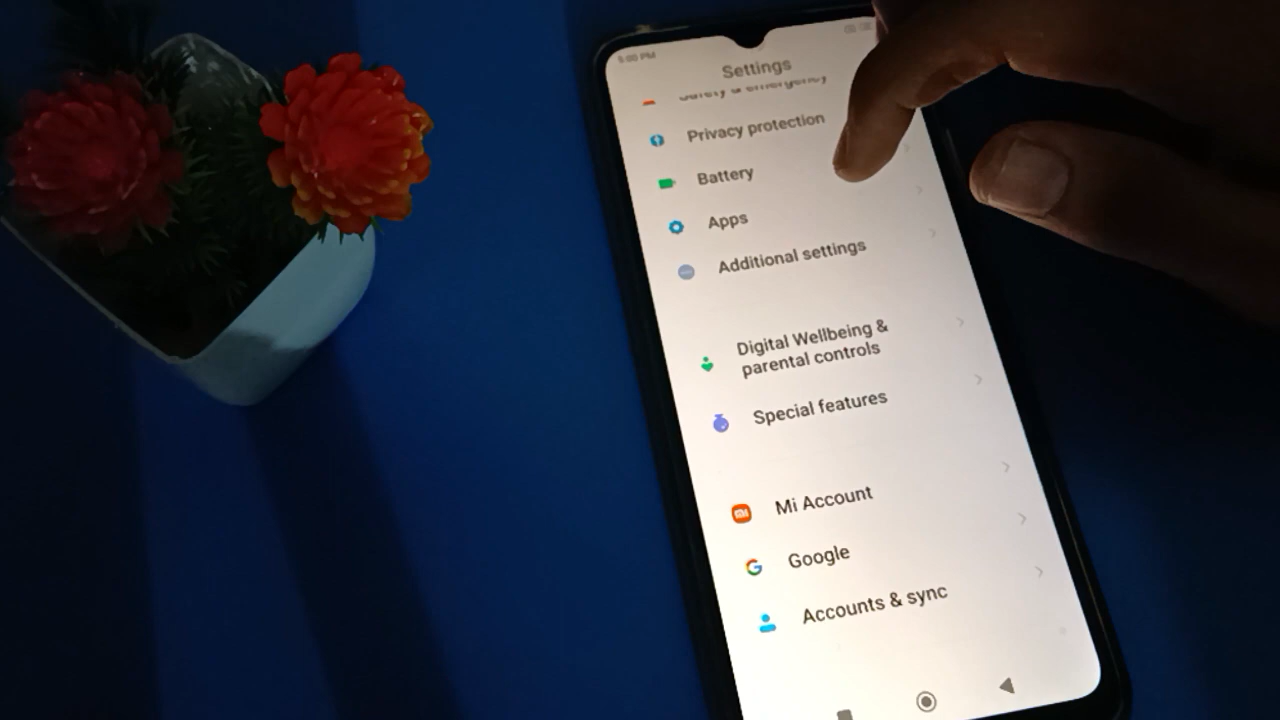 5:00 PM
Settings
Safety & emergency
Privacy protection
Battery
Apps
Additional settings
Digital Wellbeing &
parental controls
Special features
Mi Account
Google
Accounts & sync